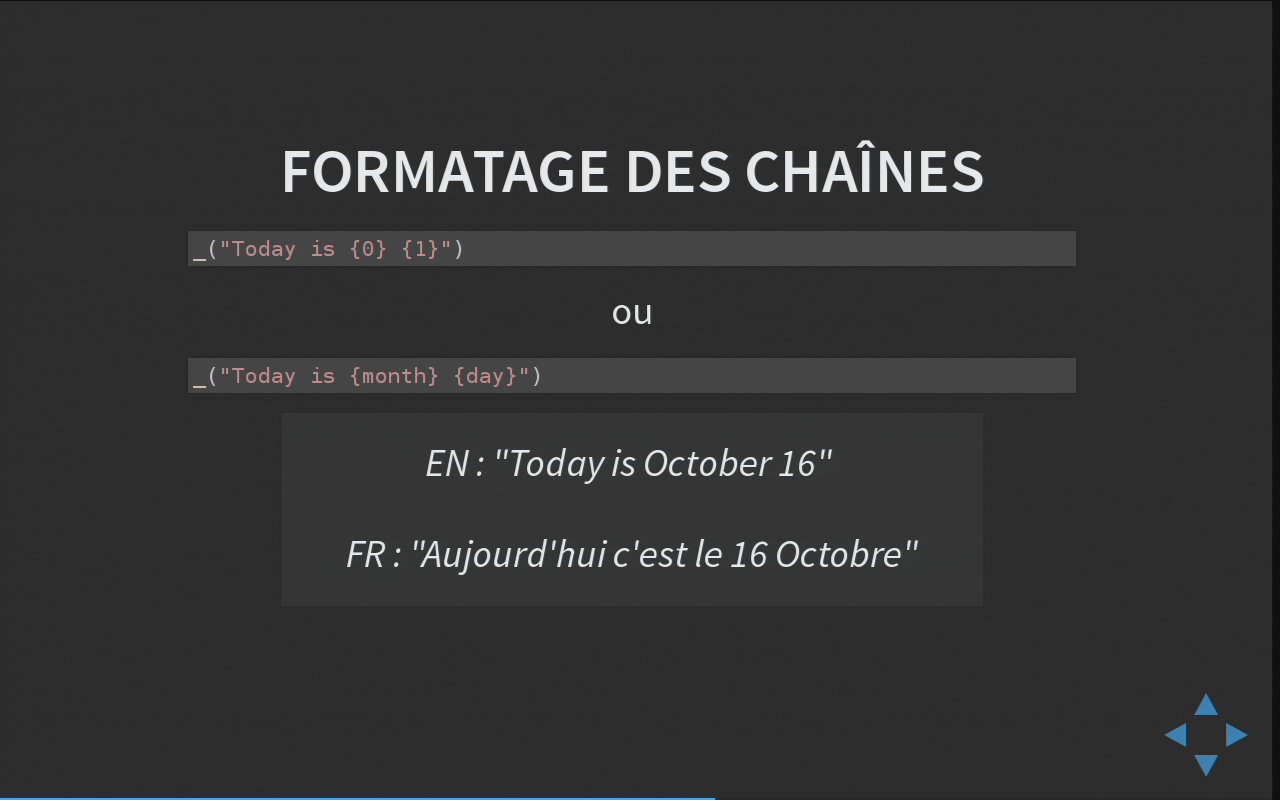 FORMATAGE DES CHAÎNES
_("Today is {0} {1}")
ou
_("Today is {month} {day}")
EN : "Today is October 16"
FR : "Aujourd'hui c'est le 16 Octobre"